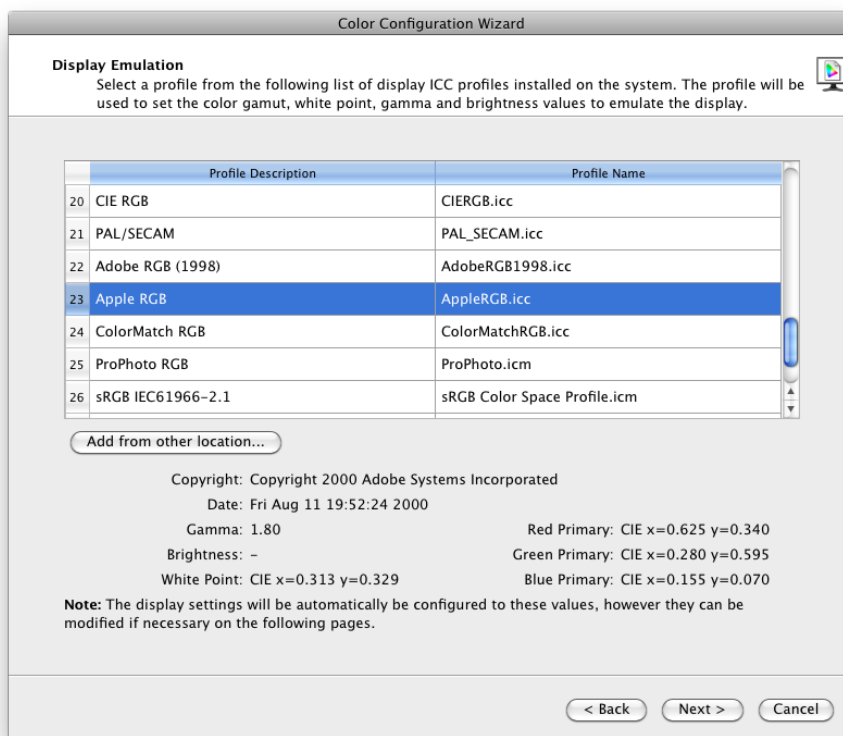 Color Configuration Wizard
Display Emulation
Select a profile from the following list of display ICC profiles installed on the system. The profile will be
used to set the color gamut, white point, gamma and brightness values to emulate the display.
Profile Description Profile Name
20 CIE RGB CIERGB.icc
21 PAL/SECAM PAL_SECAM.icc
22 Adobe RGB (1998) AdobeRGB1998.icc
23 Apple RGB AppleRGB.icc
24 ColorMatch RGB ColorMatchRGB.icc
25 ProPhoto RGB ProPhoto.icm
26 sRGB IEC61966-2.1 sRGB Color Space Profile.icm
Add from other location...
Copyright: Copyright 2000 Adobe Systems Incorporated
Date: Fri Aug 11 19:52:24 2000
Gamma: 1.80 Red Primary: CIE x=0.625 y=0.340
Brightness: – Green Primary: CIE x=0.280 y=0.595
White Point: CIE x=0.313 y=0.329 Blue Primary: CIE x=0.155 y=0.070
Note: The display settings will be automatically be configured to these values, however they can be
modified if necessary on the following pages.
< Back Next > Cancel